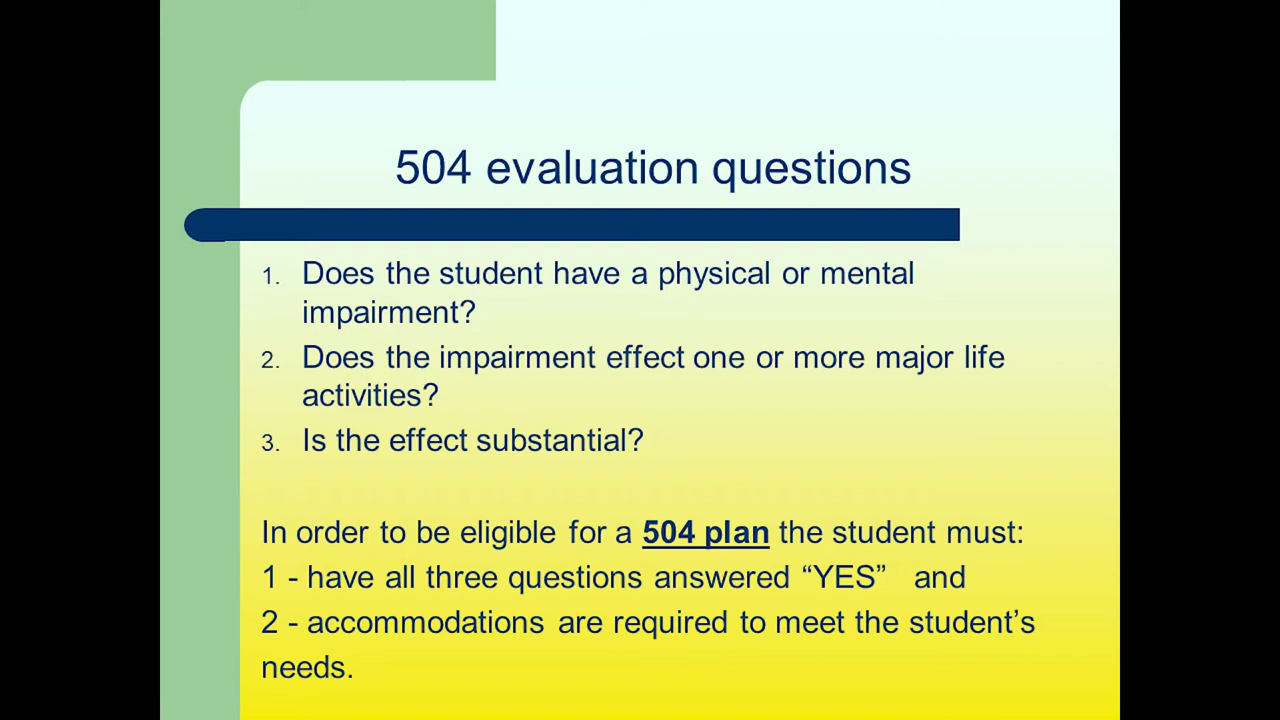 504 evaluation questions
1. Does the student have a physical or mental
impairment?
2. Does the impairment effect one or more major life
activities?
3. Is the effect substantial?
In order to be eligible for a 504 plan the student must:
1 - have all three questions answered “YES” and
2 - accommodations are required to meet the student’s
needs.